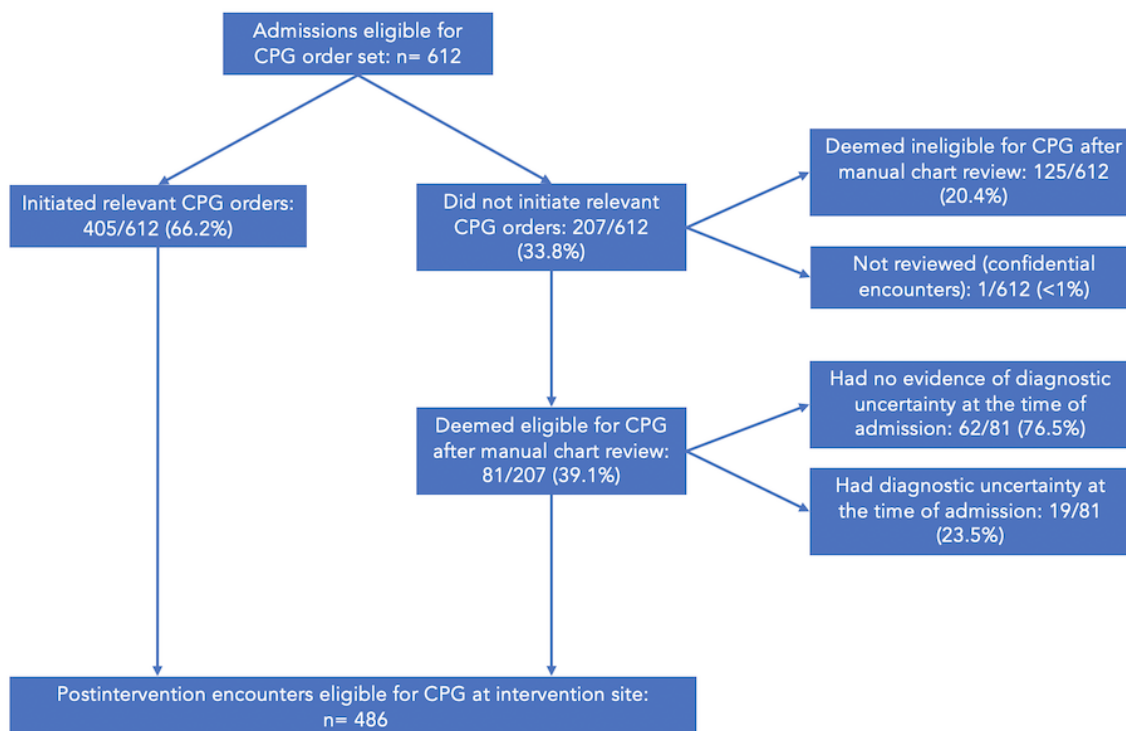 Admissions eligible for
CPG order set: n= 612
Initiated relevant CPG orders:
405/612 (66.2%)
Did not initiate relevant
CPG orders: 207/612
(33.8%)
Deemed ineligible for CPG after
manual chart review: 125/612
(20.4%)
Not reviewed (confidential
encounters): 1/612 (<1%)
Deemed eligible for CPG
after manual chart review:
81/207 (39.1%)
Had no evidence of diagnostic
uncertainty at the time of
admission: 62/81 (76.5%)
Had diagnostic uncertainty at
the time of admission: 19/81
(23.5%)
Postintervention encounters eligible for CPG at intervention site:
n= 486